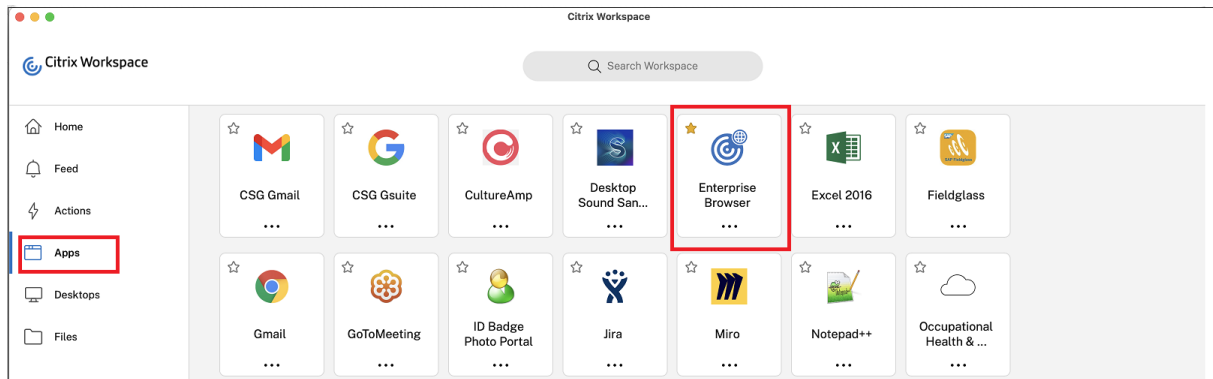 Citrix Workspace
Citrix Workspace
Search Workspace
Home
Feed
Actions
Apps
Desktops
Files
CSG Gmail
CSG Gsuite
CultureAmp
Desktop
Sound San...
Enterprise
Browser
Excel 2016
Fieldglass
Gmail
GoToMeeting
ID Badge
Photo Portal
Jira
Miro
Notepad++
Occupational
Health & ...